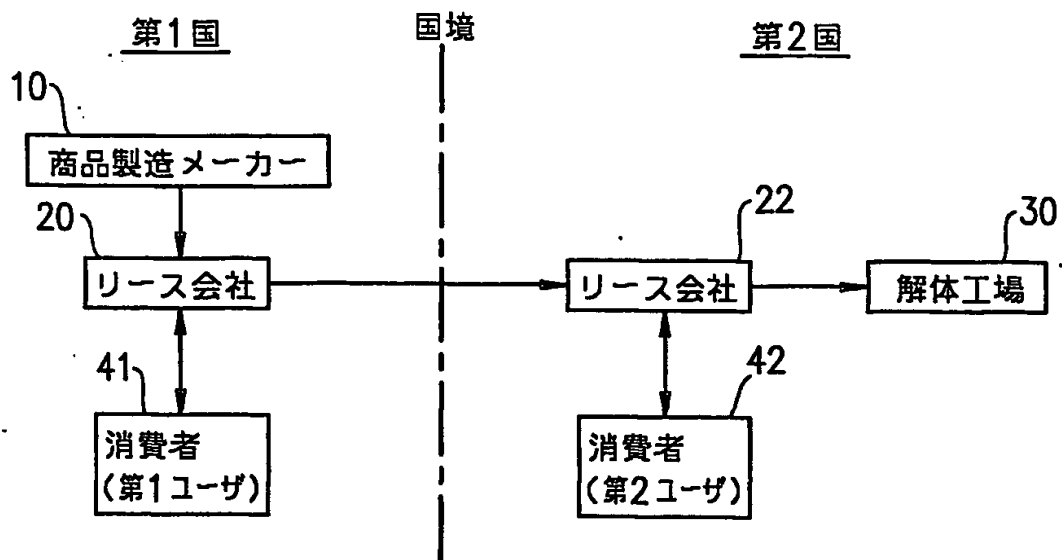 第1国
国境
第2国
10
商品製造メーカー
20
リース会社
22
リース会社
30
解体工場
41
消費者
(第1ユーザ)
42
消費者
(第2ユーザ)